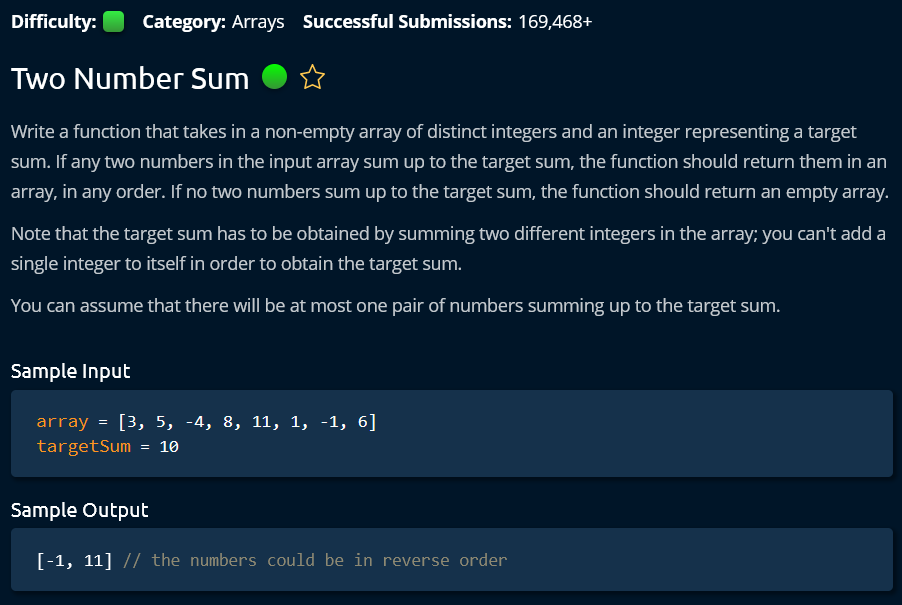 Difficulty: Category: Arrays Successful Submissions: 169,468+
Two Number Sum
Write a function that takes in a non-empty array of distinct integers and an integer representing a target
sum. If any two numbers in the input array sum up to the target sum, the function should return them in an
array, in any order. If no two numbers sum up to the target sum, the function should return an empty array.
Note that the target sum has to be obtained by summing two different integers in the array; you can't add a
single integer to itself in order to obtain the target sum.
You can assume that there will be at most one pair of numbers summing up to the target sum.
Sample Input
array = [3, 5, -4, 8, 11, 1, -1, 6]
targetSum = 10
Sample Output
[-1, 11] // the numbers could be in reverse order